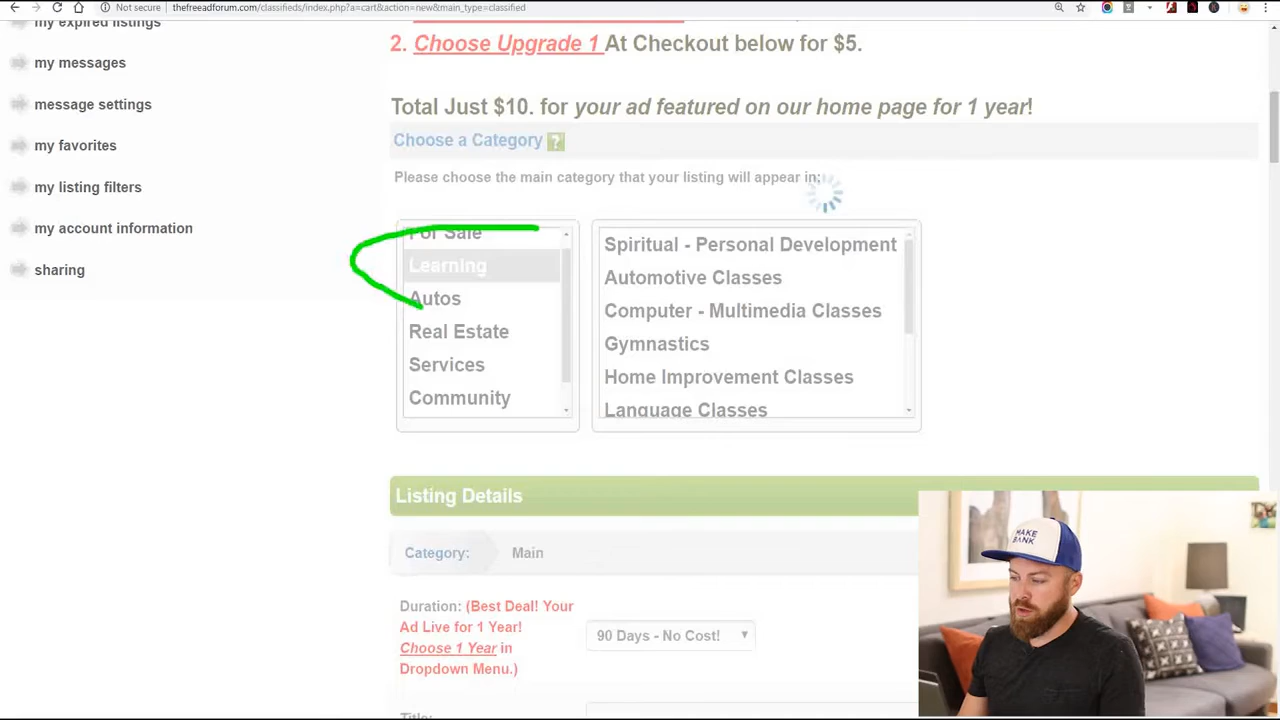 Not secure
thefreeadforum.com/classifieds/index.php?a=cart&action=new&main_type=classified
my expired listings
my messages
message settings
my favorites
my listing filters
my account information
sharing
2. Choose Upgrade 1 At Checkout below for $5.
Total Just $10. for your ad featured on our home page for 1 year!
Choose a Category ?
Please choose the main category that your listing will appear in:
For Sale
Learning
Autos
Real Estate
Services
Community
Spiritual - Personal Development
Automotive Classes
Computer - Multimedia Classes
Gymnastics
Home Improvement Classes
Language Classes
Listing Details
Category:
Main
Duration: (Best Deal! Your
Ad Live for 1 Year!
Choose 1 Year in
Dropdown Menu.)
90 Days - No Cost!
Title:
MAKE
BANK